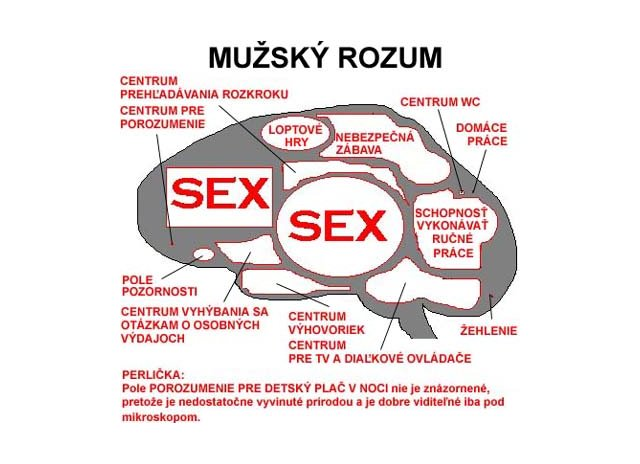 MUŽSKÝ ROZUM
CENTRUM
PREHĽADÁVANIA ROZKROKU
CENTRUM PRE
POROZUMENIE
CENTRUM WC
DOMÁCE
PRÁCE
LOPTOVÉ
HRY
NEBEZPEČNÁ
ZÁBAVA
SEX
SEX
SCHOPNOSŤ
VYKONÁVAŤ
RUČNÉ
PRÁCE
POLE
POZORNOSTI
CENTRUM VYHÝBANIA SA
OTÁZKAM O OSOBNÝCH
VÝDAJOCH
CENTRUM
VÝHOVORIEK
CENTRUM
PRE TV A DIAĽKOVÉ OVLÁDAČE
ŽEHLENIE
PERLIČKA:
Pole POROZUMENIE PRE DETSKÝ PLAČ V NOCI nie je znázornené,
pretože je nedostatočne vyvinuté prírodou a je dobre viditeľné iba pod
mikroskopom.